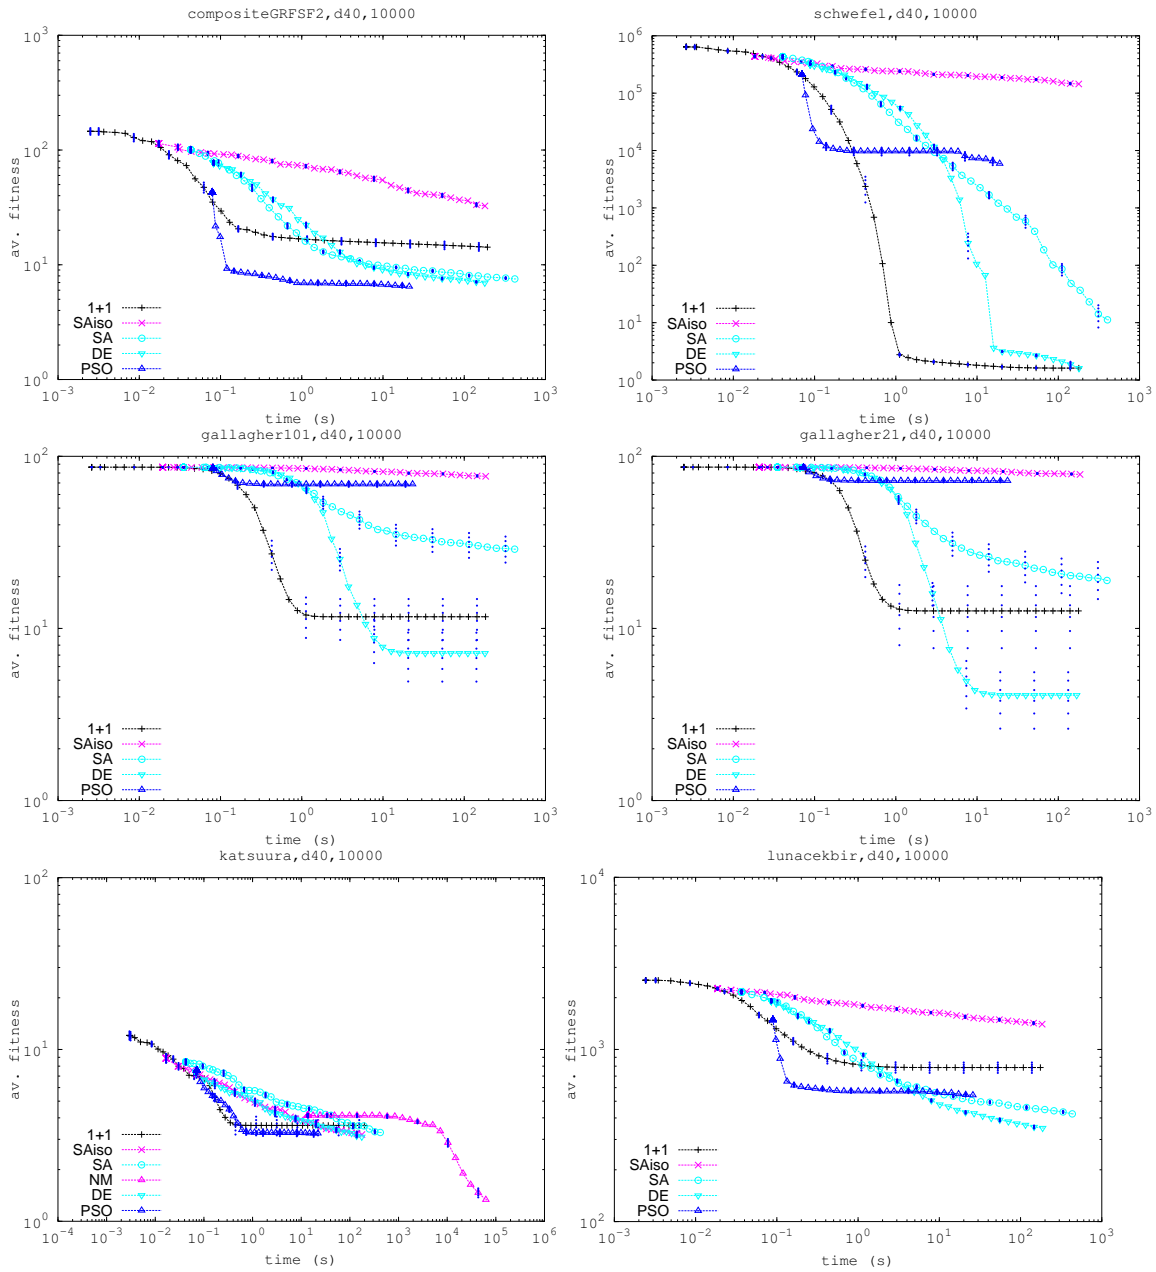 compositeGRFSF2,d40,10000
10^3
10^2
10^1
10^0
av. fitness
1+1
SAiso
SA
DE
PSO
10^-3 10^-2 10^-1 10^0 10^1 10^2 10^3
time (s)
schwefel,d40,10000
10^6
10^5
10^4
10^3
10^2
10^1
10^0
av. fitness
1+1
SAiso
SA
DE
PSO
10^-3 10^-2 10^-1 10^0 10^1 10^2 10^3
time (s)
gallagher101,d40,10000
10^2
10^1
10^0
av. fitness
1+1
SAiso
SA
DE
PSO
10^-3 10^-2 10^-1 10^0 10^1 10^2 10^3
time (s)
gallagher21,d40,10000
10^2
10^1
10^0
av. fitness
1+1
SAiso
SA
DE
PSO
10^-3 10^-2 10^-1 10^0 10^1 10^2 10^3
time (s)
katsuura,d40,10000
10^2
10^1
10^0
av. fitness
1+1
SAiso
SA
NM
DE
PSO
10^-4 10^-3 10^-2 10^-1 10^0 10^1 10^2 10^3 10^4 10^5 10^6
time (s)
lunacekbir,d40,10000
10^4
10^3
10^2
av. fitness
1+1
SAiso
SA
DE
PSO
10^-3 10^-2 10^-1 10^0 10^1 10^2 10^3
time (s)